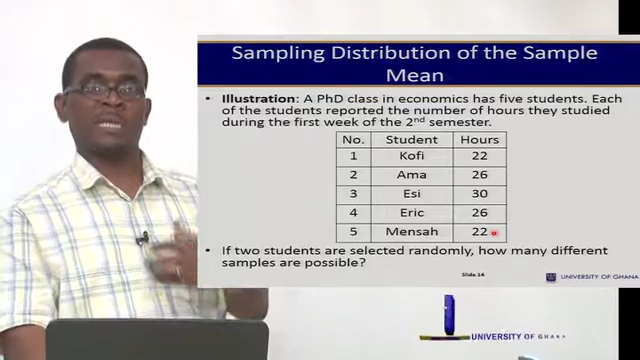 Sampling Distribution of the Sample
Mean
• Illustration: A PhD class in economics has five students. Each
of the students reported the number of hours they studied
during the first week of the 2nd semester.
No. Student Hours
1 Kofi 22
2 Ama 26
3 Esi 30
4 Eric 26
5 Mensah 22
• If two students are selected randomly, how many different
samples are possible?
Slide 14
UNIVERSITY OF GHANA
UNIVERSITY OF GHANA